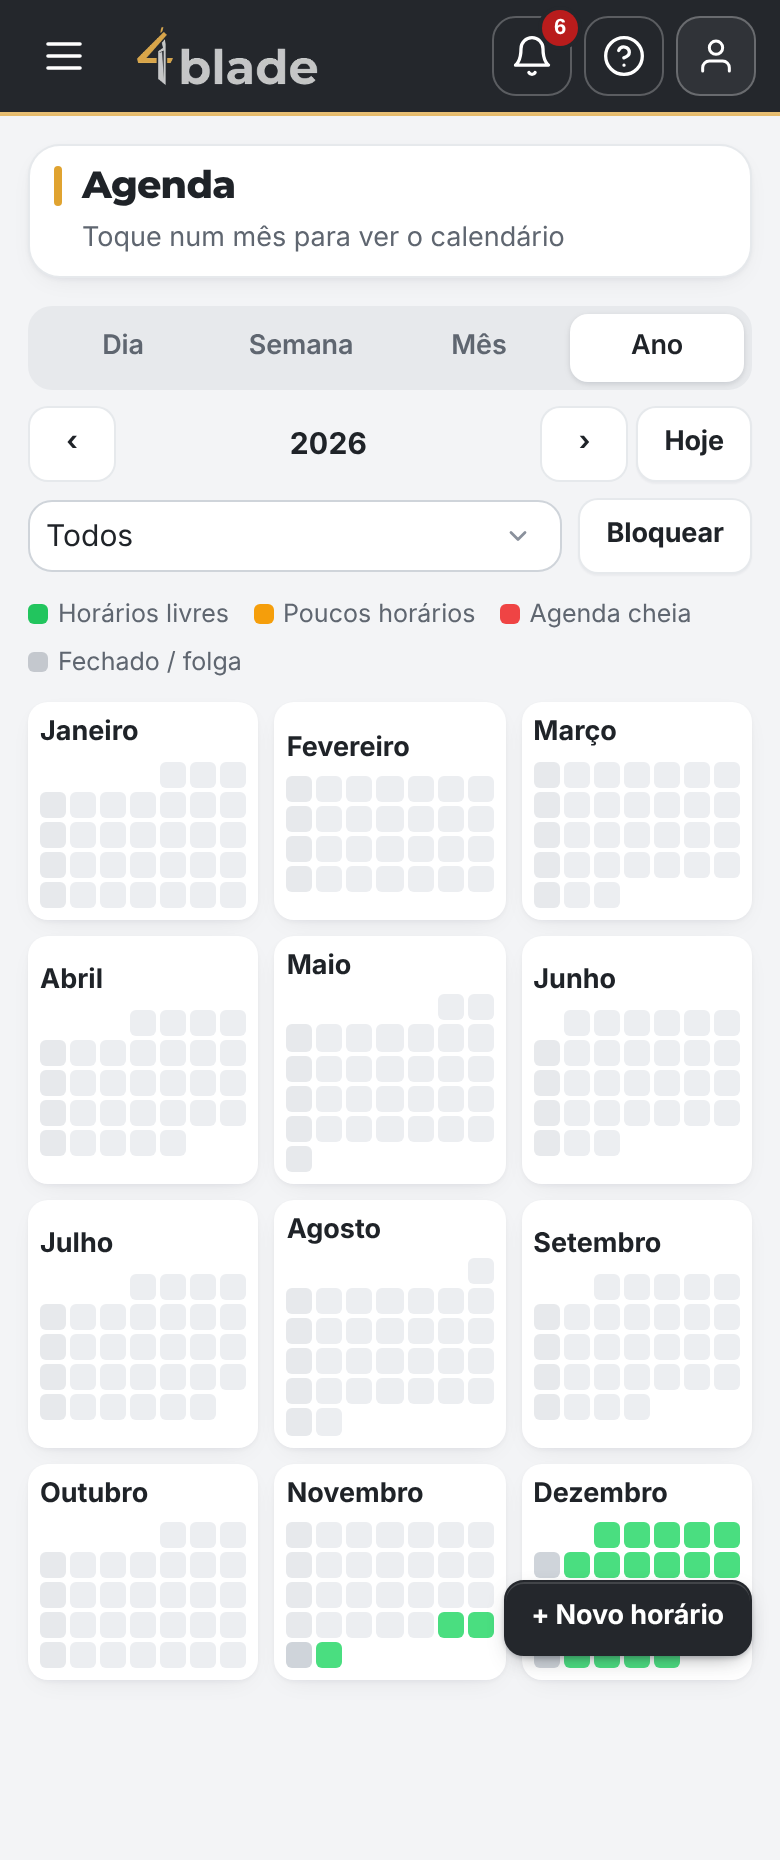 4blade
6
Agenda
Toque num mês para ver o calendário
Dia Semana Mês Ano
‹ 2026 › Hoje
Todos Bloquear
Horários livres Poucos horários Agenda cheia
Fechado / folga
Janeiro Fevereiro Março
Abril Maio Junho
Julho Agosto Setembro
Outubro Novembro Dezembro
+ Novo horário